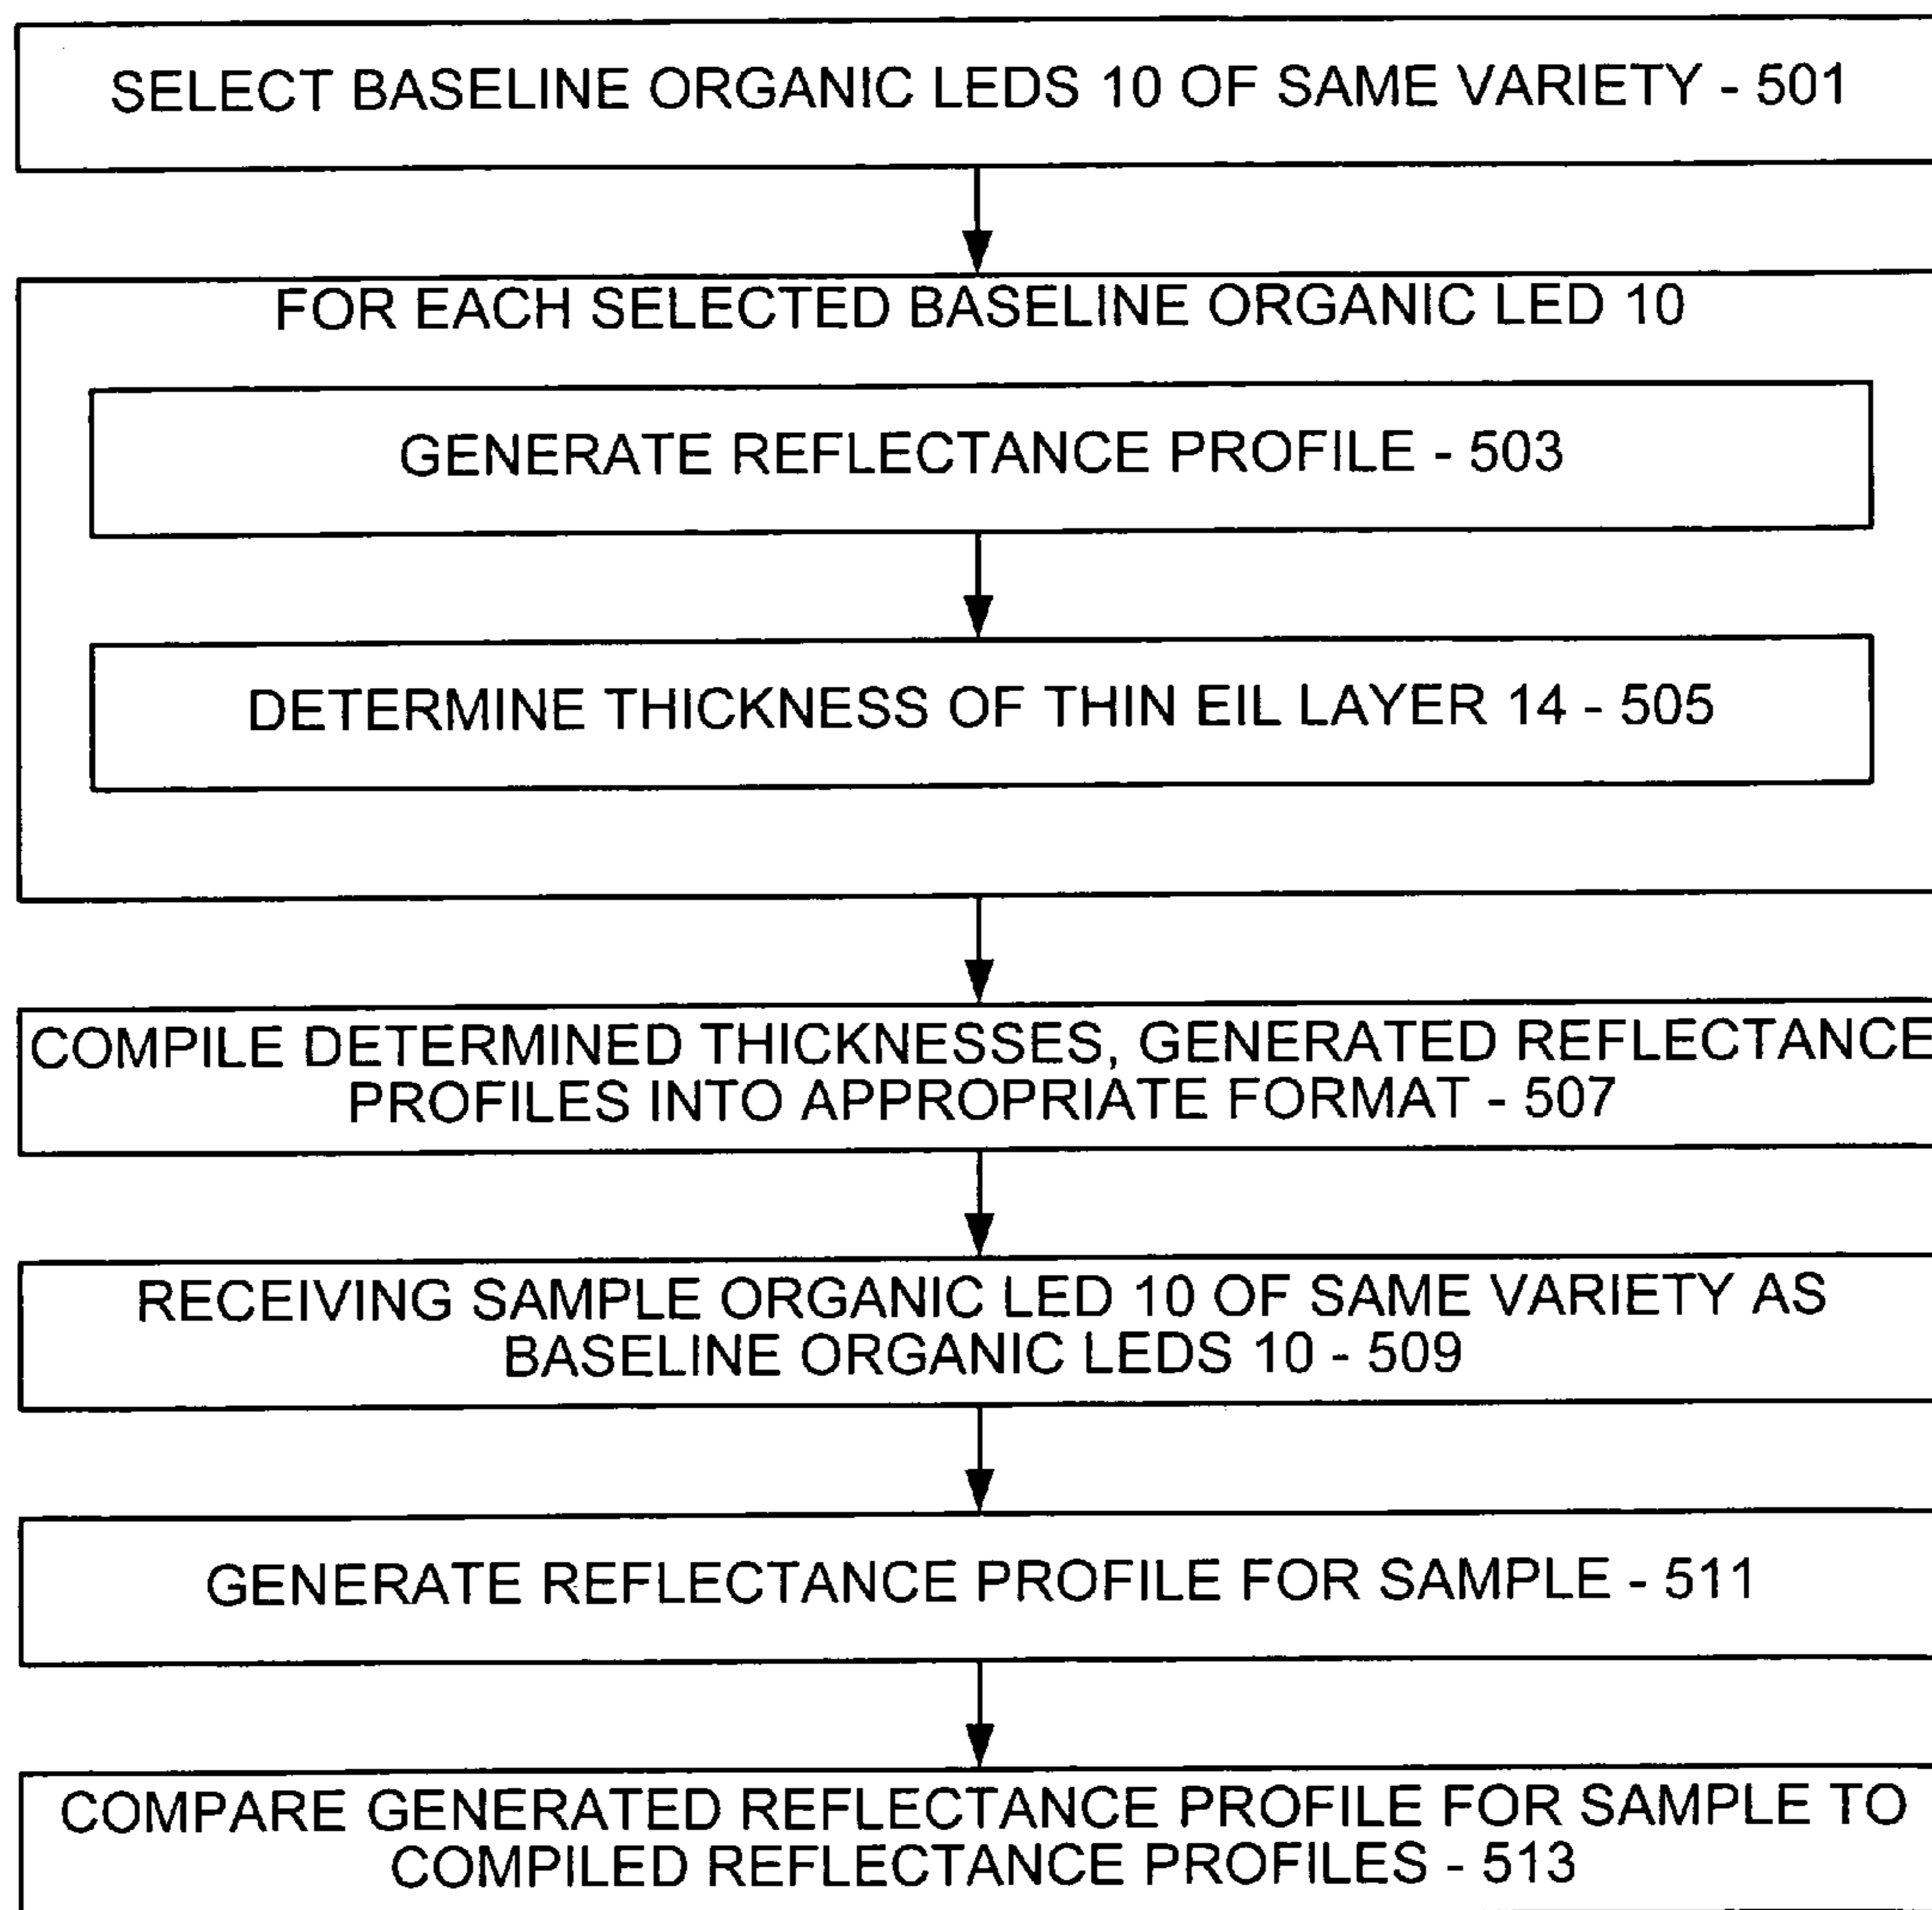 SELECT BASELINE ORGANIC LEDS 10 OF SAME VARIETY - 501
FOR EACH SELECTED BASELINE ORGANIC LED 10
GENERATE REFLECTANCE PROFILE - 503
DETERMINE THICKNESS OF THIN EIL LAYER 14 - 505
COMPILE DETERMINED THICKNESSES, GENERATED REFLECTANCE
PROFILES INTO APPROPRIATE FORMAT - 507
RECEIVING SAMPLE ORGANIC LED 10 OF SAME VARIETY AS
BASELINE ORGANIC LEDS 10 - 509
GENERATE REFLECTANCE PROFILE FOR SAMPLE - 511
COMPARE GENERATED REFLECTANCE PROFILE FOR SAMPLE TO
COMPILED REFLECTANCE PROFILES - 513